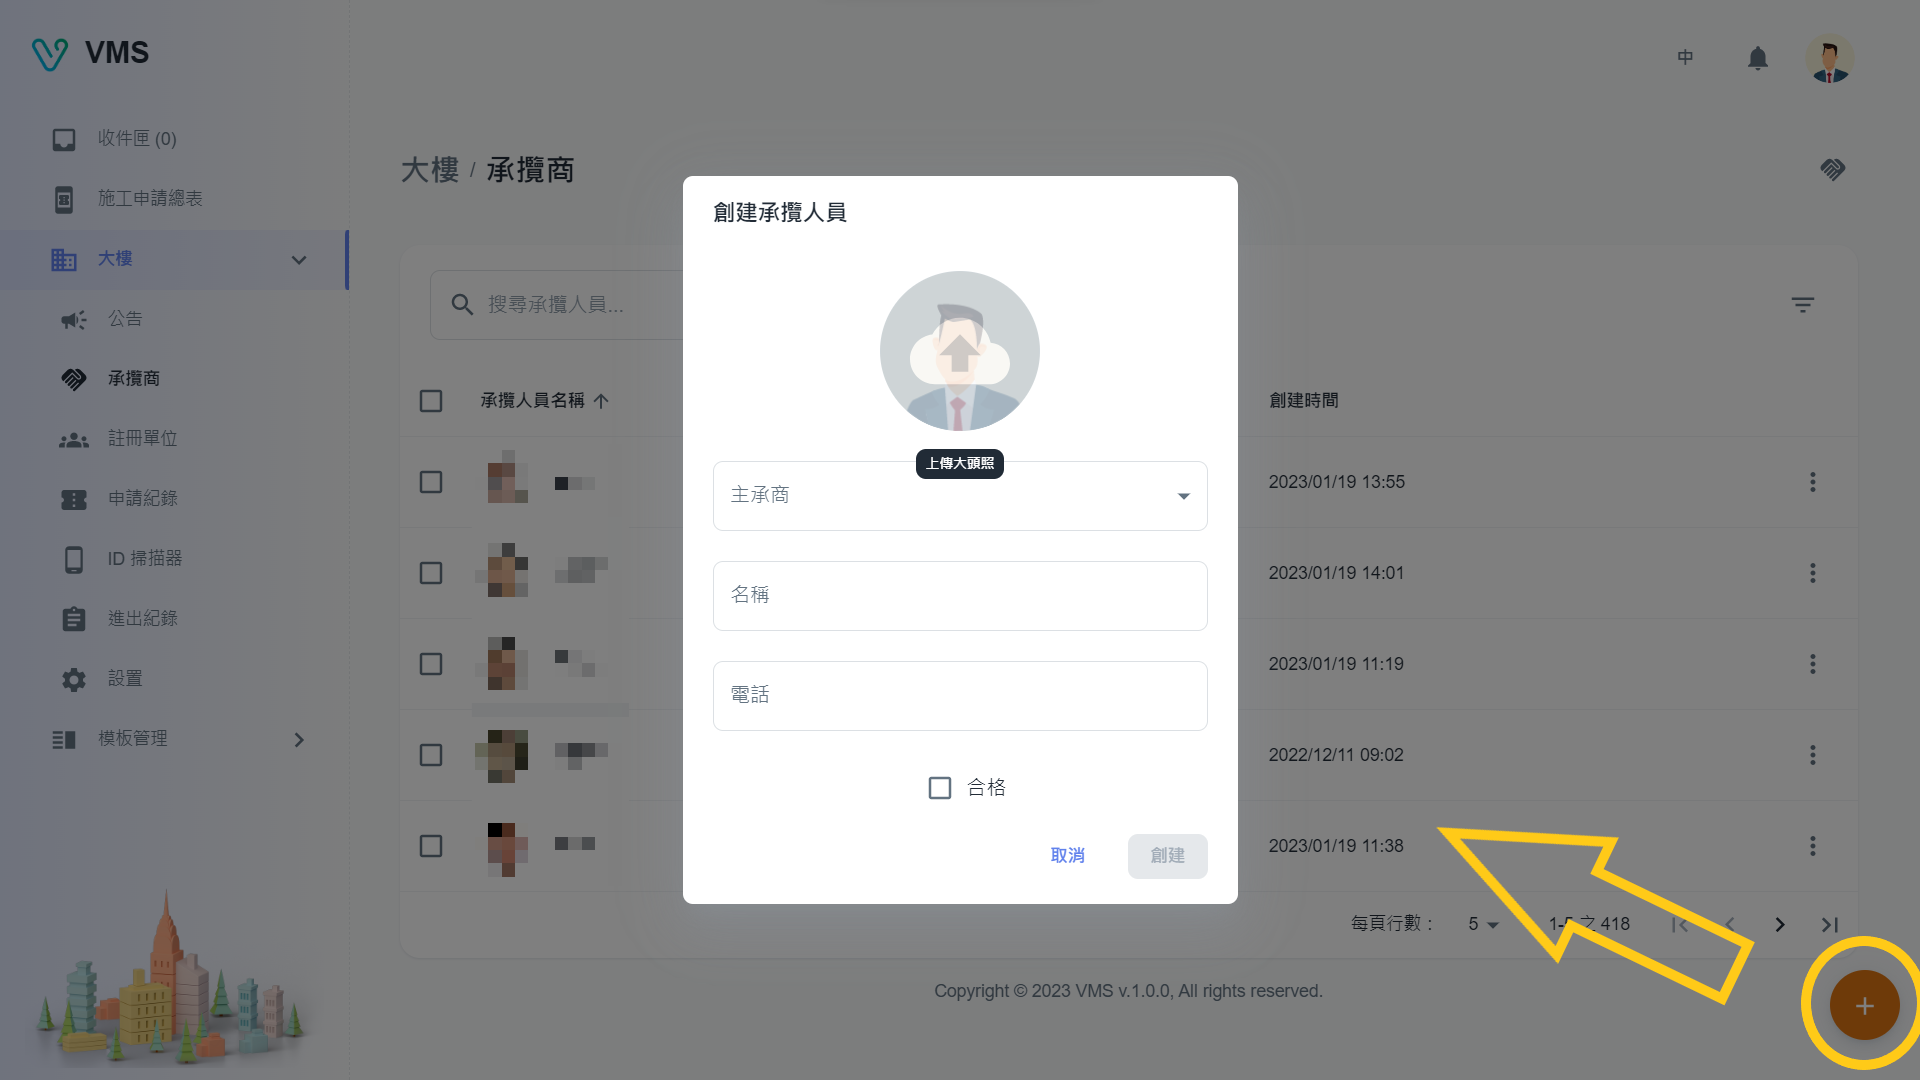 VMS
中
收件匣 (0)
施工申請總表
大樓
公告
承攬商
註冊單位
申請紀錄
ID 掃描器
進出紀錄
設置
模板管理
大樓 / 承攬商
搜尋承攬人員...
承攬人員名稱
創建時間
2023/01/19 13:55
2023/01/19 14:01
2023/01/19 11:19
2022/12/11 09:02
2023/01/19 11:38
每頁行數：
5
1-5 之 418
Copyright © 2023 VMS v.1.0.0, All rights reserved.
創建承攬人員
上傳大頭照
主承商
名稱
電話
合格
取消
創建